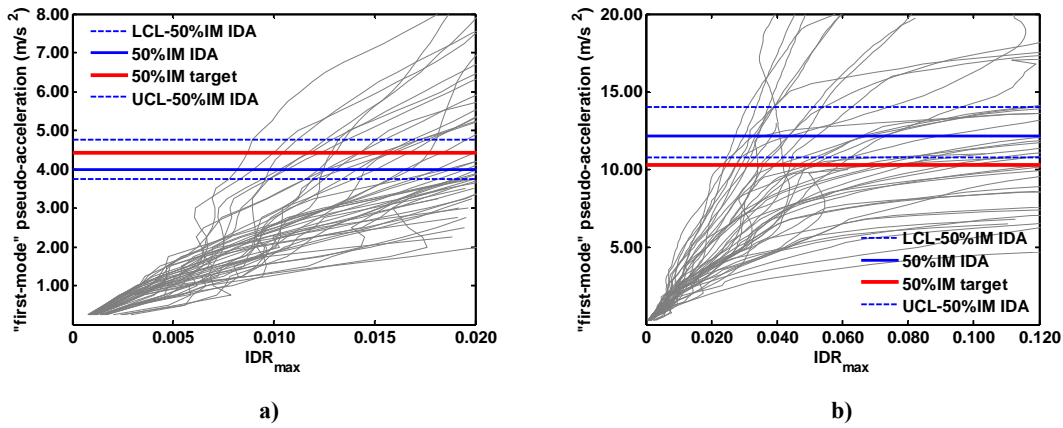 "first-mode" pseudo-acceleration (m/s ²)
8.00
7.00
6.00
5.00
4.00
3.00
2.00
1.00
LCL-50%IM IDA
50%IM IDA
50%IM target
UCL-50%IM IDA
0 0.005 0.010 0.015 0.020
IDRmax
a)
"first-mode" pseudo-acceleration (m/s ²)
20.00
15.00
10.00
5.00
LCL-50%IM IDA
50%IM IDA
50%IM target
UCL-50%IM IDA
0 0.020 0.040 0.060 0.080 0.100 0.120
IDRmax
b)